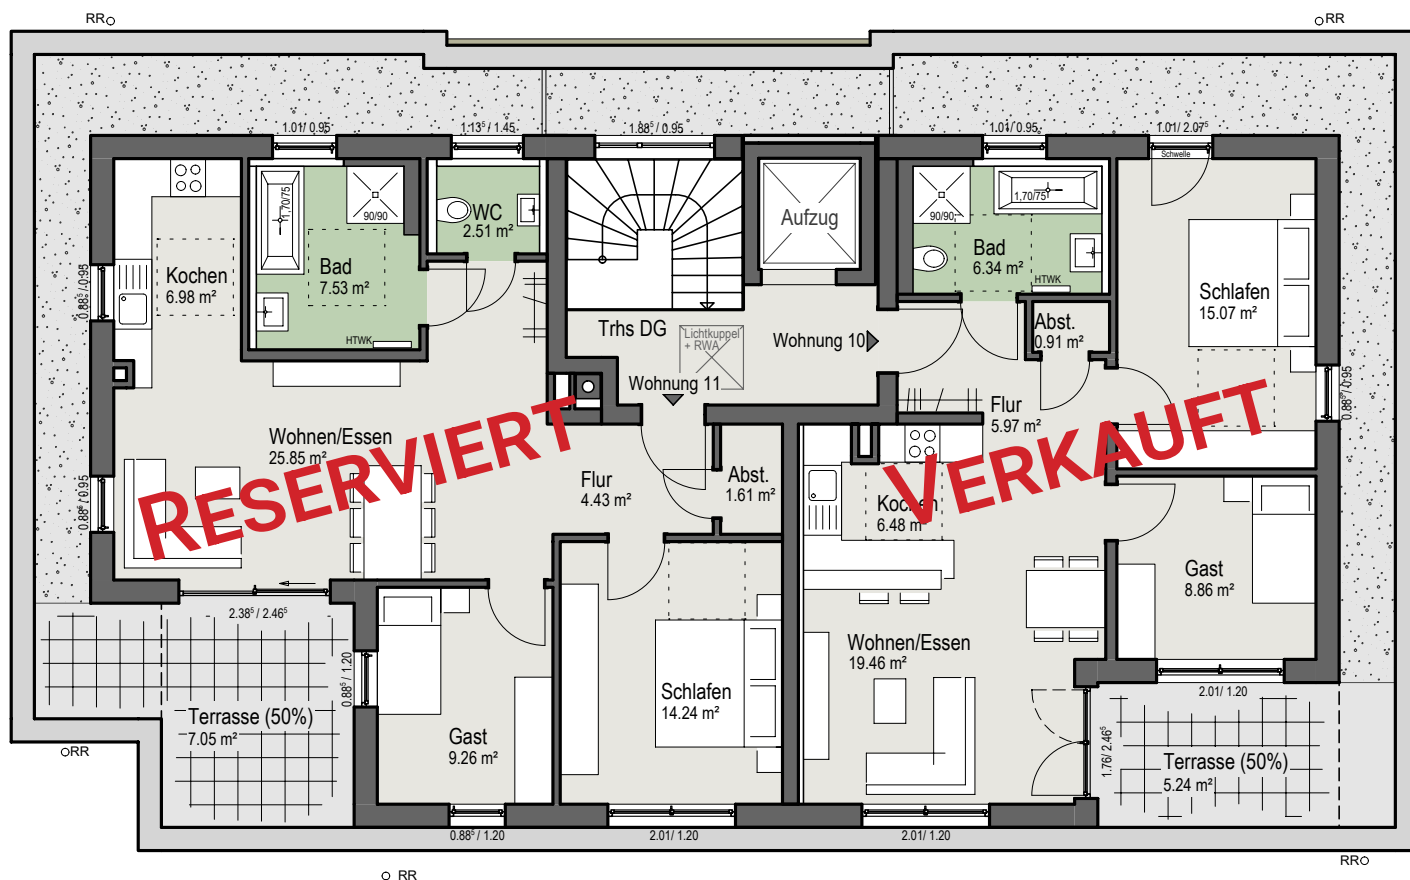 RR
RR
1.01/ 0.95
1.13⁵ / 1.45
1.88⁵ / 0.95
1.01/ 0.95
1.01/ 2.07⁵
Schwelle
1,70/75
90/90
WC
2.51 m²
Aufzug
90/90
1,70/75
Kochen
6.98 m²
Bad
7.53 m²
HTWK
0.88⁵ / 0.95
Bad
6.34 m²
HTWK
Schlafen
15.07 m²
Trhs DG
Lichtkuppel
+ RWA
Wohnung 10
Abst.
0.91 m²
Wohnung 11
0.88⁵ / 0.95
Flur
5.97 m²
RESERVIERT
VERKAUFT
Wohnen/Essen
25.85 m²
0.88⁵ / 0.95
Flur
4.43 m²
Abst.
1.61 m²
Kochen
6.48 m²
Gast
8.86 m²
2.38⁵ / 2.46⁵
0.88⁵ / 1.20
Wohnen/Essen
19.46 m²
Schlafen
14.24 m²
2.01/ 1.20
Terrasse (50%)
7.05 m²
Gast
9.26 m²
1.76/ 2.46⁵
Terrasse (50%)
5.24 m²
RR
0.88⁵ / 1.20
2.01/ 1.20
2.01/ 1.20
RR
RR